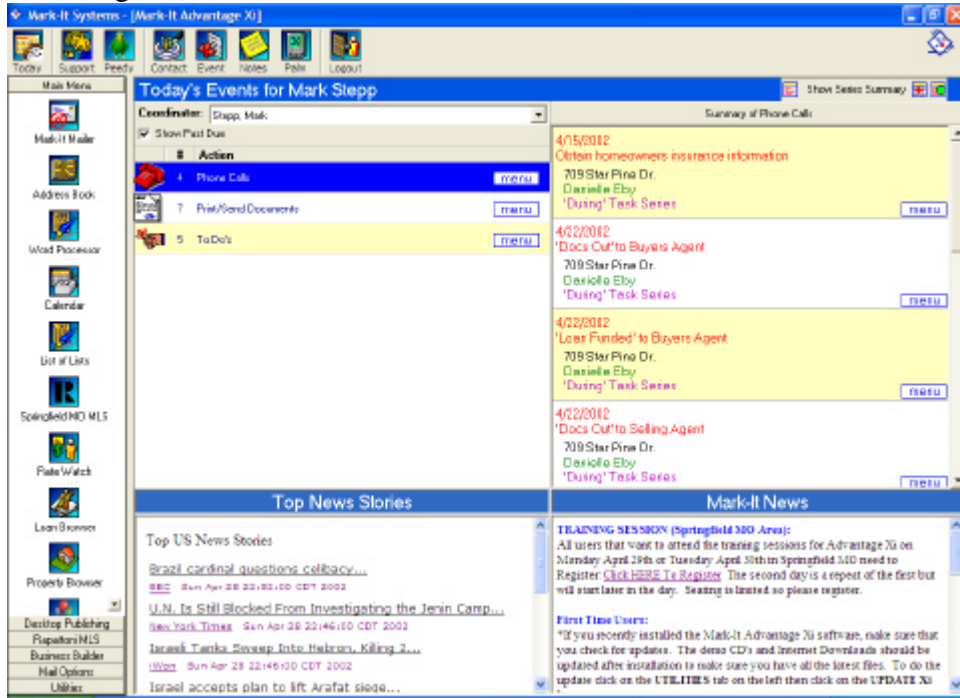 Mark-It Systems - [Mark-It Advantage Xi]
Today Support Peedy Contact Event Notes Palm Logout
Main Menu
Mark-It Mailer
Address Book
Word Processor
Calendar
List of Lists
Springfield MO MLS
Rate Watch
Loan Browser
Property Browser
Desktop Publishing
Rapattoni MLS
Business Builder
Mail Options
Utilities
Today's Events for Mark Stepp
Show Series Summary
Coordinator: Stepp, Mark
Show Past Due
# Action
4 Phone Calls menu
7 Print/Send Documents menu
5 To Do's menu
Summary of Phone Calls
4/15/2002
Obtain homeowners insurance information
709 Star Pine Dr.
Danielle Eby
'During' Task Series
menu
4/22/2002
'Docs Out' to Buyers Agent
709 Star Pine Dr.
Danielle Eby
'During' Task Series
menu
4/22/2002
'Loan Funded' to Buyers Agent
709 Star Pine Dr.
Danielle Eby
'During' Task Series
menu
4/22/2002
'Docs Out' to Selling Agent
709 Star Pine Dr.
Danielle Eby
'During' Task Series
menu
Top News Stories
Top US News Stories
Brazil cardinal questions celibacy...
BBC Sun Apr 28 22:52:00 CDT 2002
U.N. Is Still Blocked From Investigating the Jenin Camp...
New York Times Sun Apr 28 22:46:00 CDT 2002
Israeli Tanks Sweep Into Hebron, Killing 2...
iWon Sun Apr 28 22:46:00 CDT 2002
Israel accepts plan to lift Arafat siege...
Mark-It News
TRAINING SESSION (Springfield MO Area):
All users that want to attend the training sessions for Advantage Xi on
Monday April 29th or Tuesday April 30th in Springfield MO need to
Register. Click HERE To Register The second day is a repeat of the first but
will start later in the day. Seating is limited so please register.
First Time Users:
*If you recently installed the Mark-It Advantage Xi software, make sure that
you check for updates. The demo CD's and Internet Downloads should be
updated after installation to make sure you have all the latest files. To do the
update click on the UTILITIES tab on the left then click on the UPDATE Xi